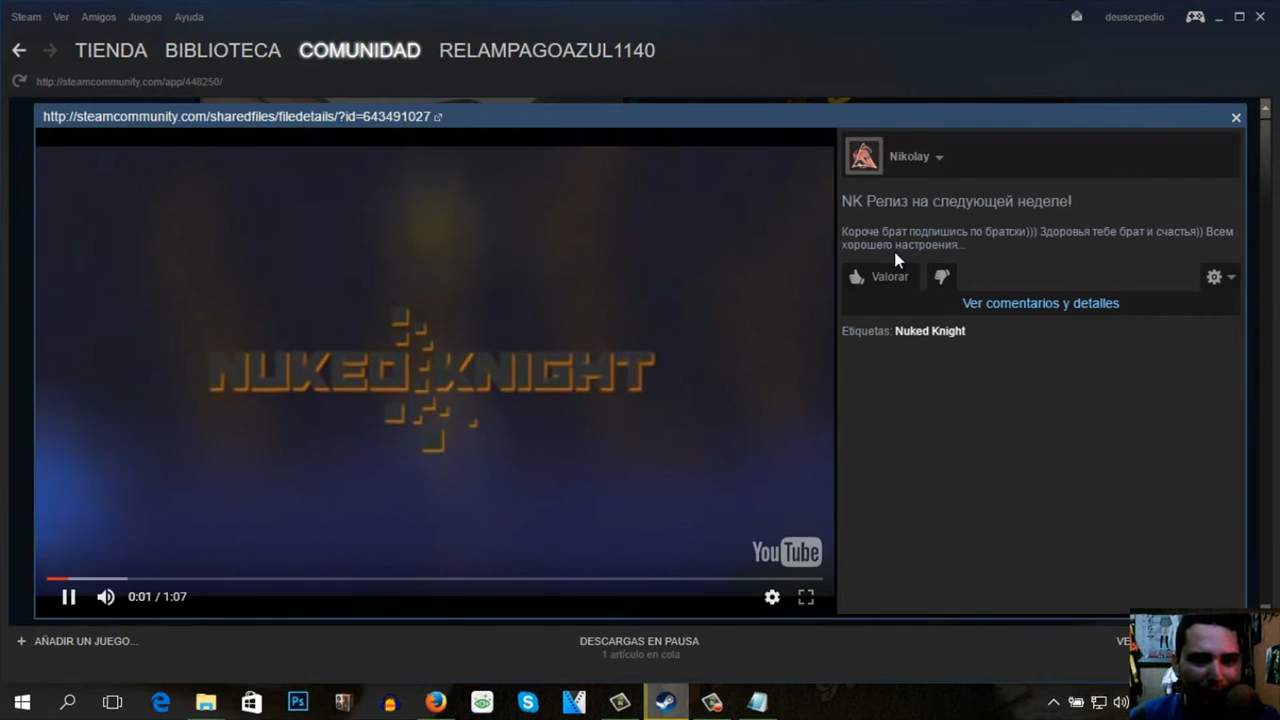 Steam Ver Amigos Juegos Ayuda deusexpedio
TIENDA BIBLIOTECA COMUNIDAD RELAMPAGOAZUL1140
http://steamcommunity.com/app/448250/
http://steamcommunity.com/sharedfiles/filedetails/?id=643491027
Nikolay
NK Релиз на следующей неделе!
Короче брат подпишись по братски))) Здоровья тебе брат и счастья)) Всем
хорошего настроения...
Valorar
Ver comentarios y detalles
Etiquetas: Nuked Knight
NUKED KNIGHT
YouTube
0:01 / 1:07
+ AÑADIR UN JUEGO... DESCARGAS EN PAUSA VE
1 artículo en cola
Ps